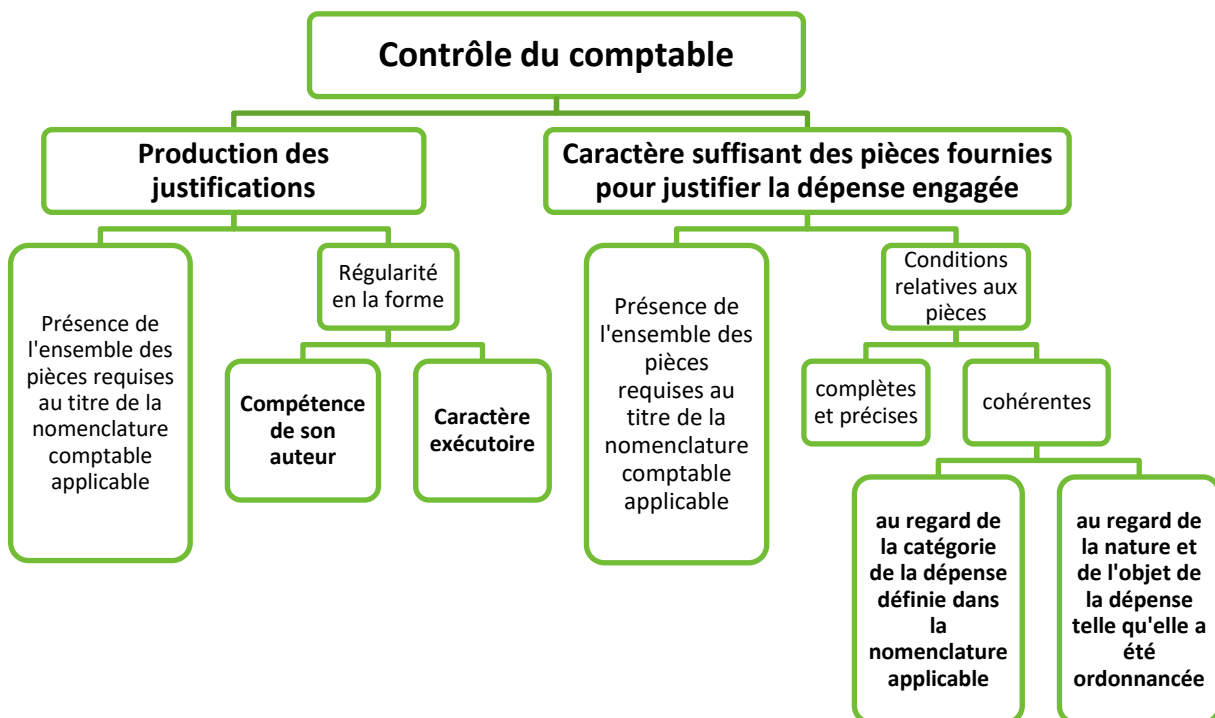 Contrôle du comptable
Production des
justifications
Caractère suffisant des pièces fournies
pour justifier la dépense engagée
Présence de
l'ensemble des
pièces requises
au titre de la
nomenclature
comptable
applicable
Régularité
en la forme
Compétence
de son
auteur
Caractère
exécutoire
Présence de
l'ensemble des
pièces
requises au
titre de la
nomenclature
comptable
applicable
Conditions
relatives aux
pièces
complètes
et précises
cohérentes
au regard de
la catégorie
de la dépense
définie dans
la
nomenclature
applicable
au regard de
la nature et
de l'objet de
la dépense
telle qu'elle a
été
ordonnancée